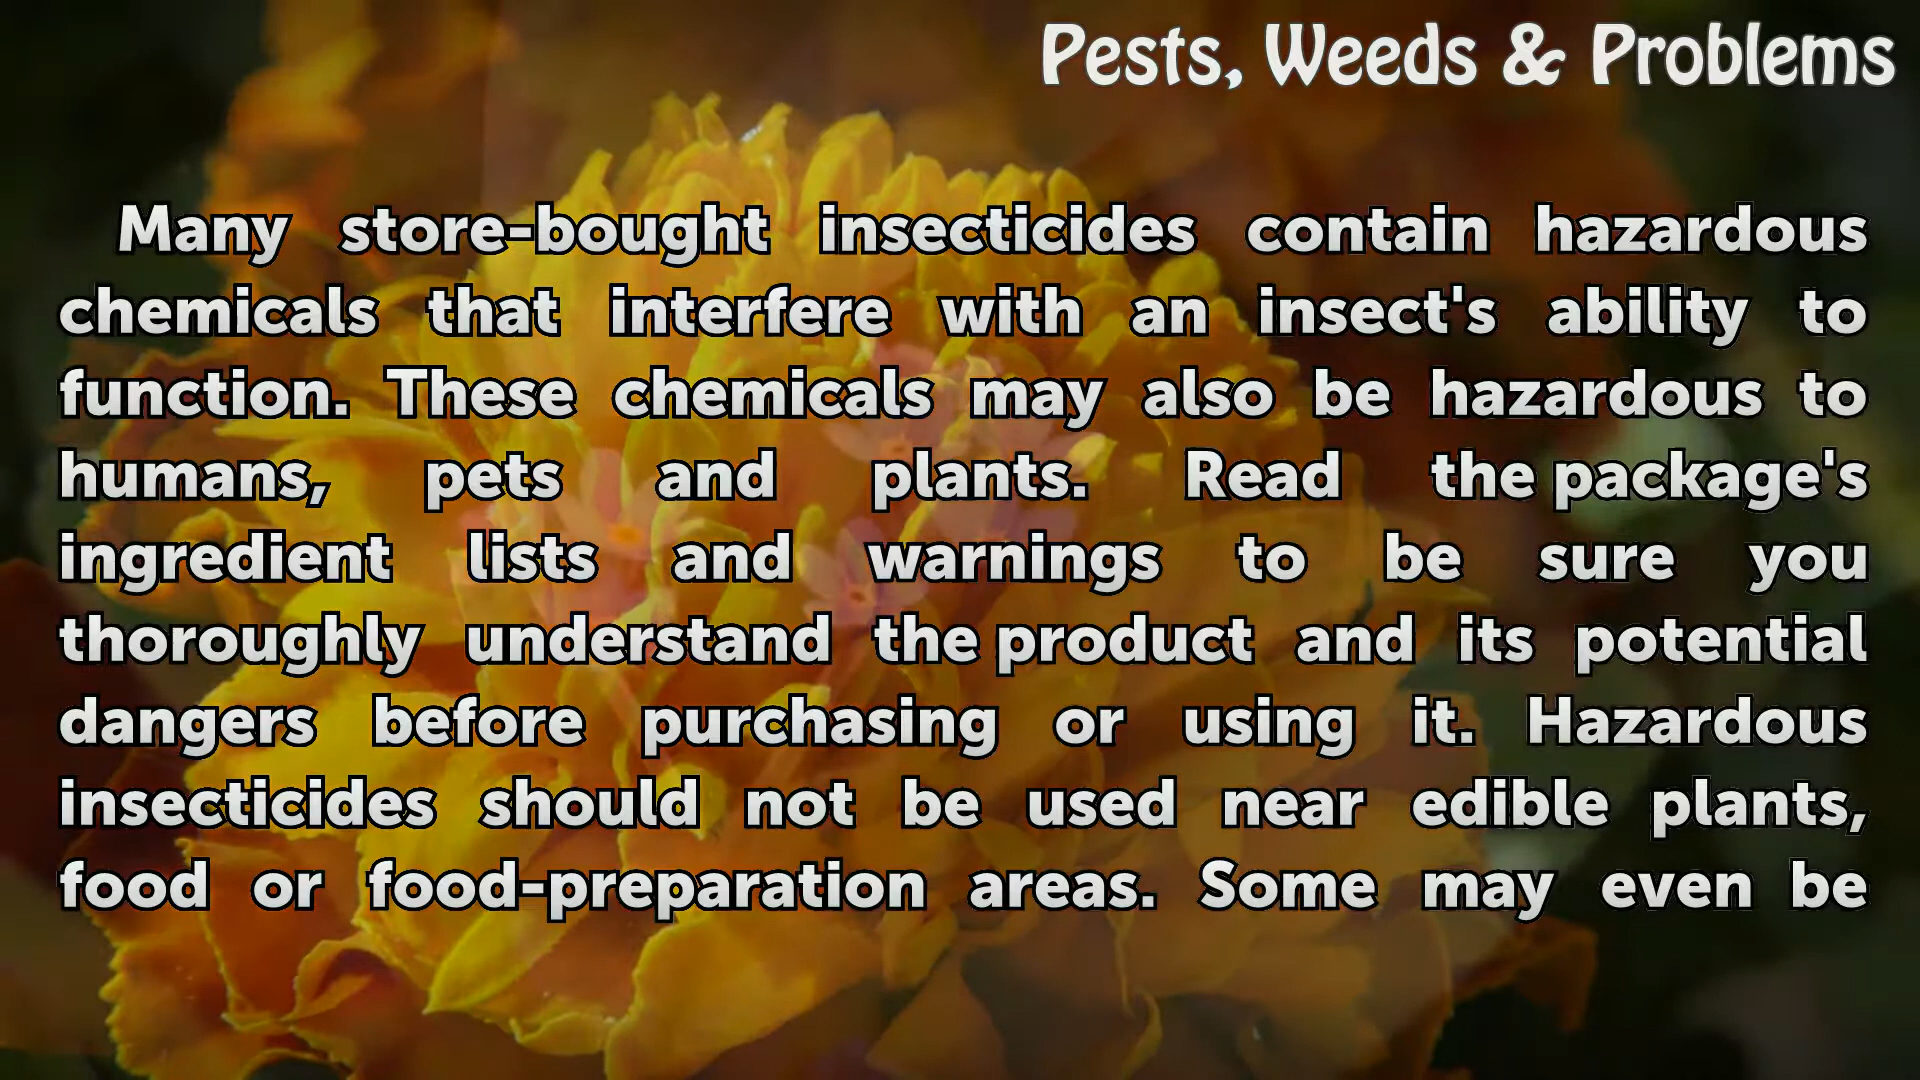 Pests, Weeds & Problems
Many store-bought insecticides contain hazardous
chemicals that interfere with an insect's ability to
function. These chemicals may also be hazardous to
humans, pets and plants. Read the package's
ingredient lists and warnings to be sure you
thoroughly understand the product and its potential
dangers before purchasing or using it. Hazardous
insecticides should not be used near edible plants,
food or food-preparation areas. Some may even be